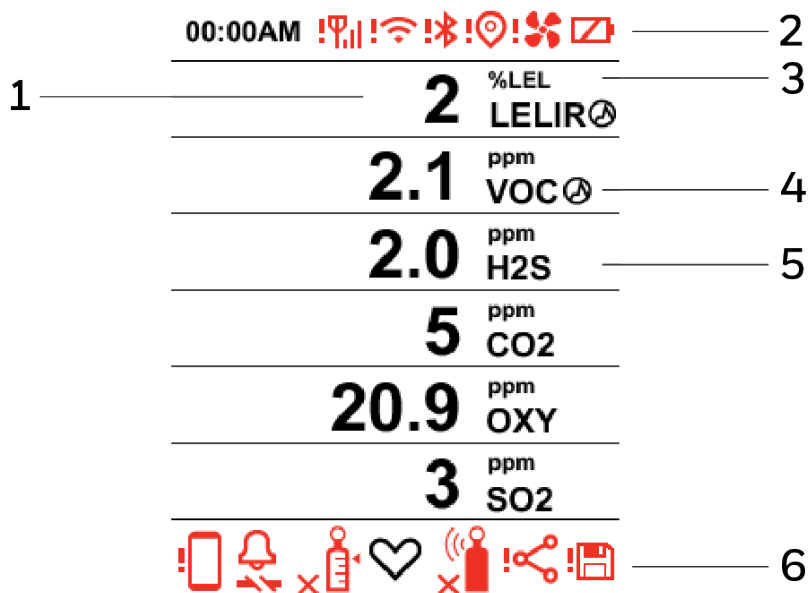 00:00AM ! ! ! ! ! 2
1 2 %LEL 3
LELIR
2.1 ppm
VOC 4
2.0 ppm
H2S 5
5 ppm
CO2
20.9 ppm
OXY
3 ppm
SO2
! × × ! ! 6